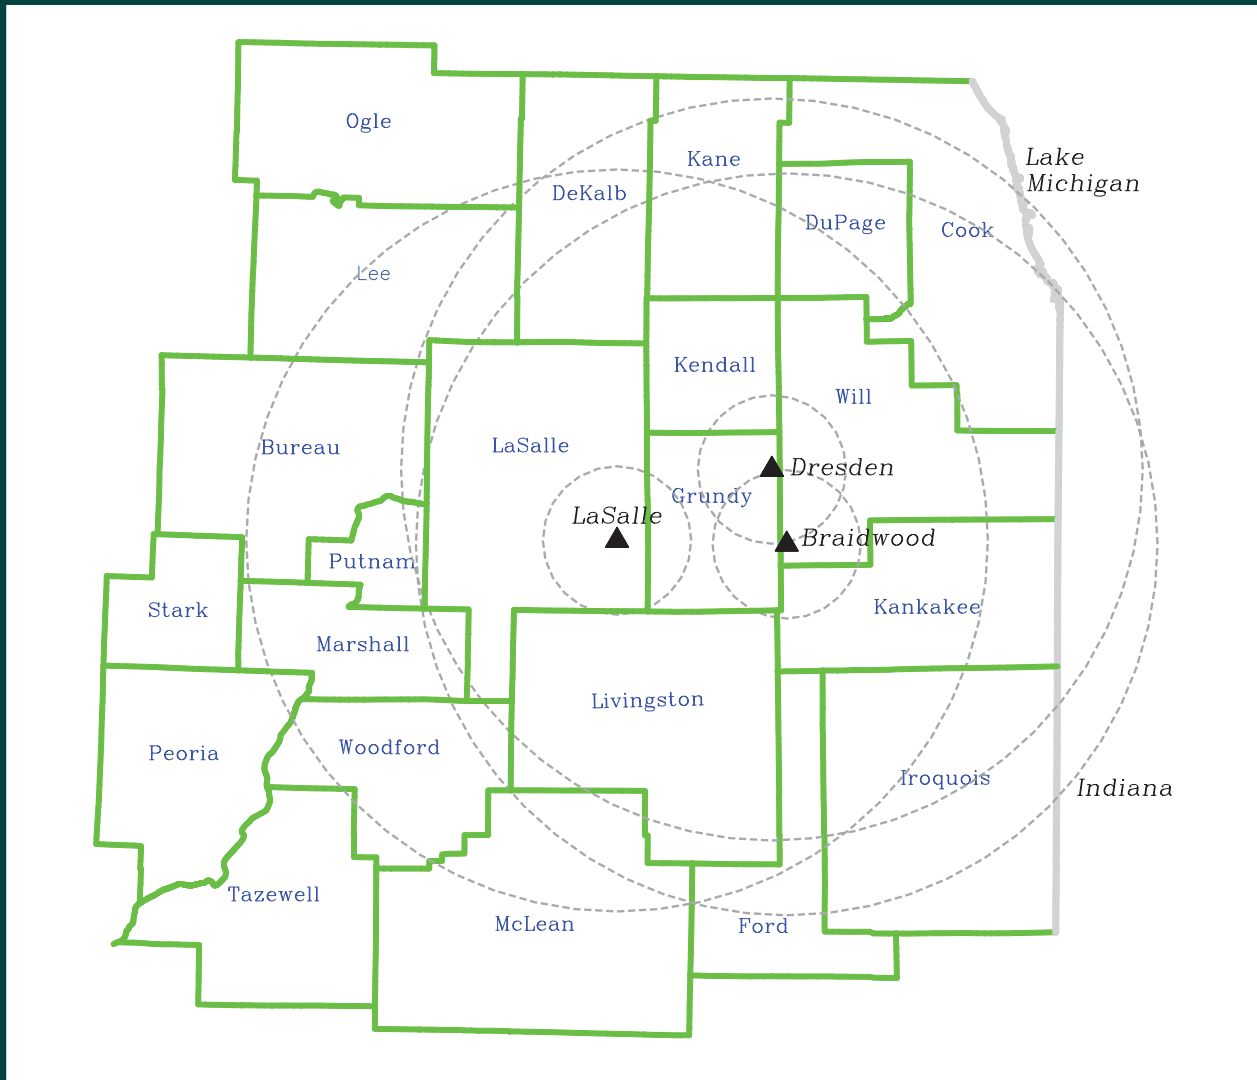 Ogle
Kane
Lake
Michigan
DeKalb
DuPage
Cook
Lee
Kendall
Will
Bureau
LaSalle
Dresden
Grundy
LaSalle
Braidwood
Putnam
Stark
Kankakee
Marshall
Livingston
Woodford
Peoria
Iroquois
Indiana
Tazewell
McLean
Ford